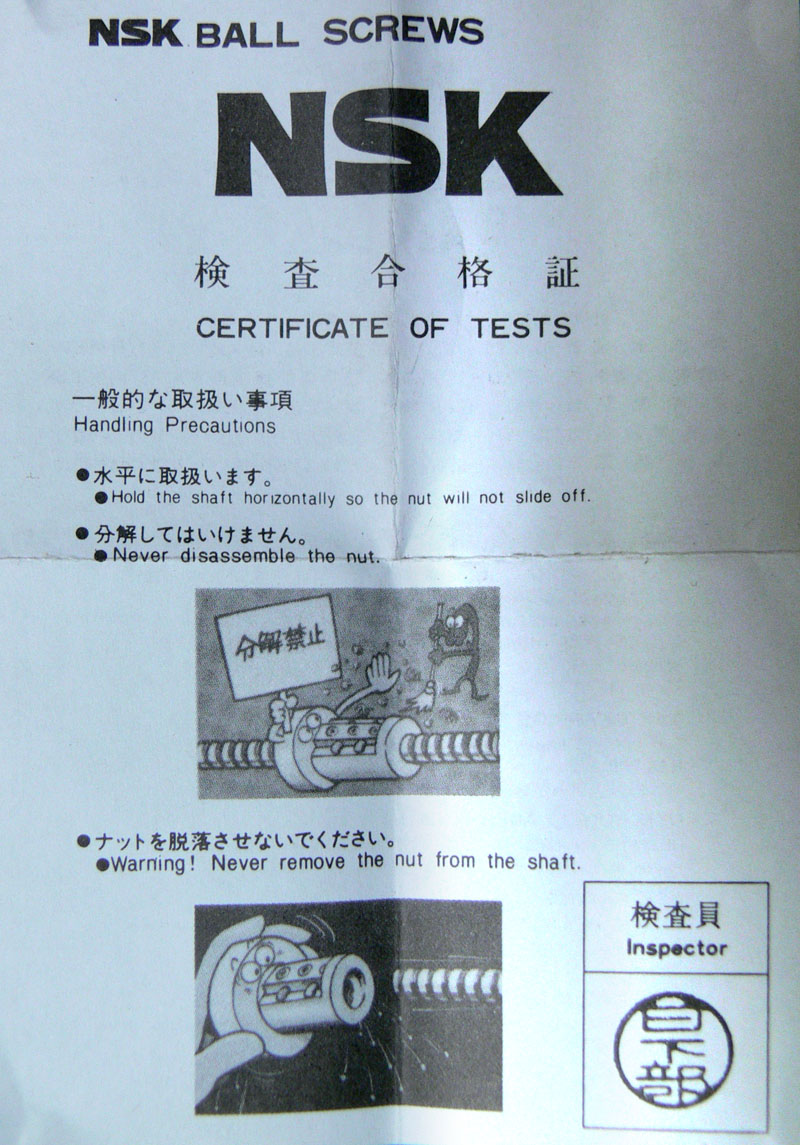 NSK BALL SCREWS
NSK
検査合格証
CERTIFICATE OF TESTS
一般的な取扱い事項
Handling Precautions
●水平に取扱います。
●Hold the shaft horizontally so the nut will not slide off.
●分解してはいけません。
●Never disassemble the nut.
分解禁止
●ナットを脱落させないでください。
●Warning! Never remove the nut from the shaft.
検査員
Inspector
日下部